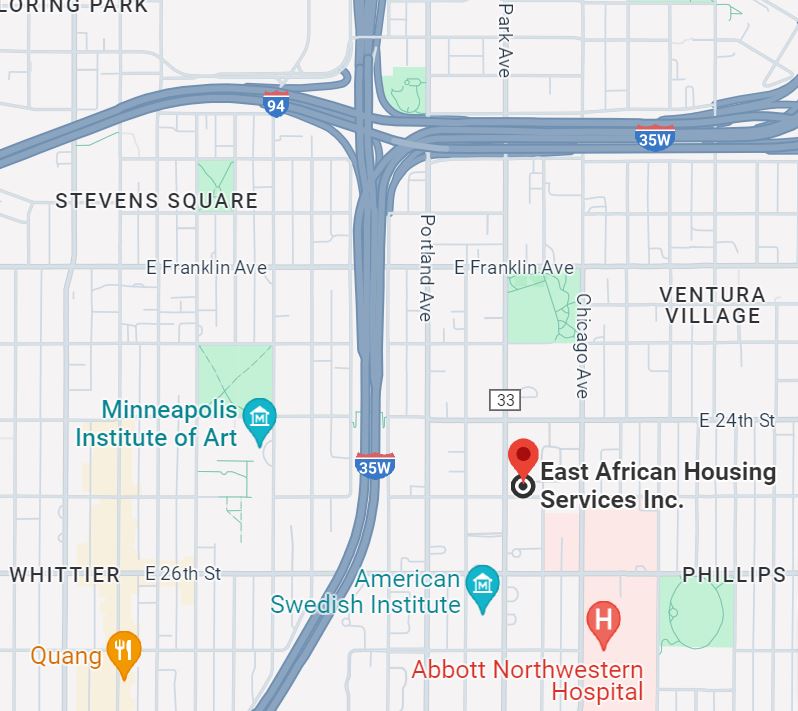 LORING PARK
Park Ave
94
35W
STEVENS SQUARE
Portland Ave
E Franklin Ave
E Franklin Ave
VENTURA
VILLAGE
Chicago Ave
33
Minneapolis
Institute of Art
E 24th St
35W
East African Housing
Services Inc.
WHITTIER
E 26th St
American
Swedish Institute
PHILLIPS
H
Quang
Abbott Northwestern
Hospital